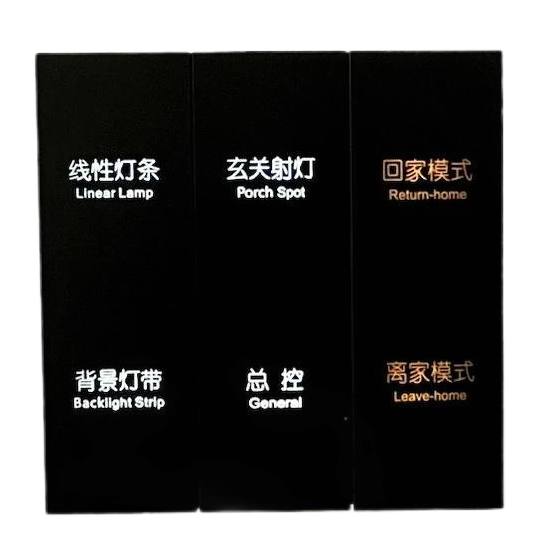 线性灯条
Linear Lamp
玄关射灯
Porch Spot
回家模式
Return-home
背景灯带
Backlight Strip
总 控
General
离家模式
Leave-home